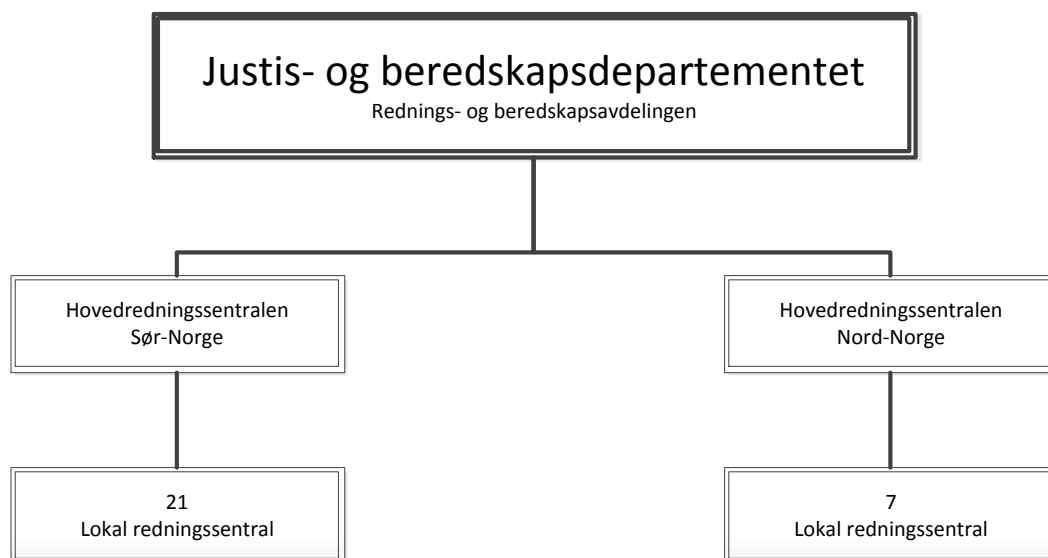 Justis- og beredskapsdepartementet
Rednings- og beredskapsavdelingen
Hovedredningssentralen
Sør-Norge
Hovedredningssentralen
Nord-Norge
21
Lokal redningssentral
7
Lokal redningssentral